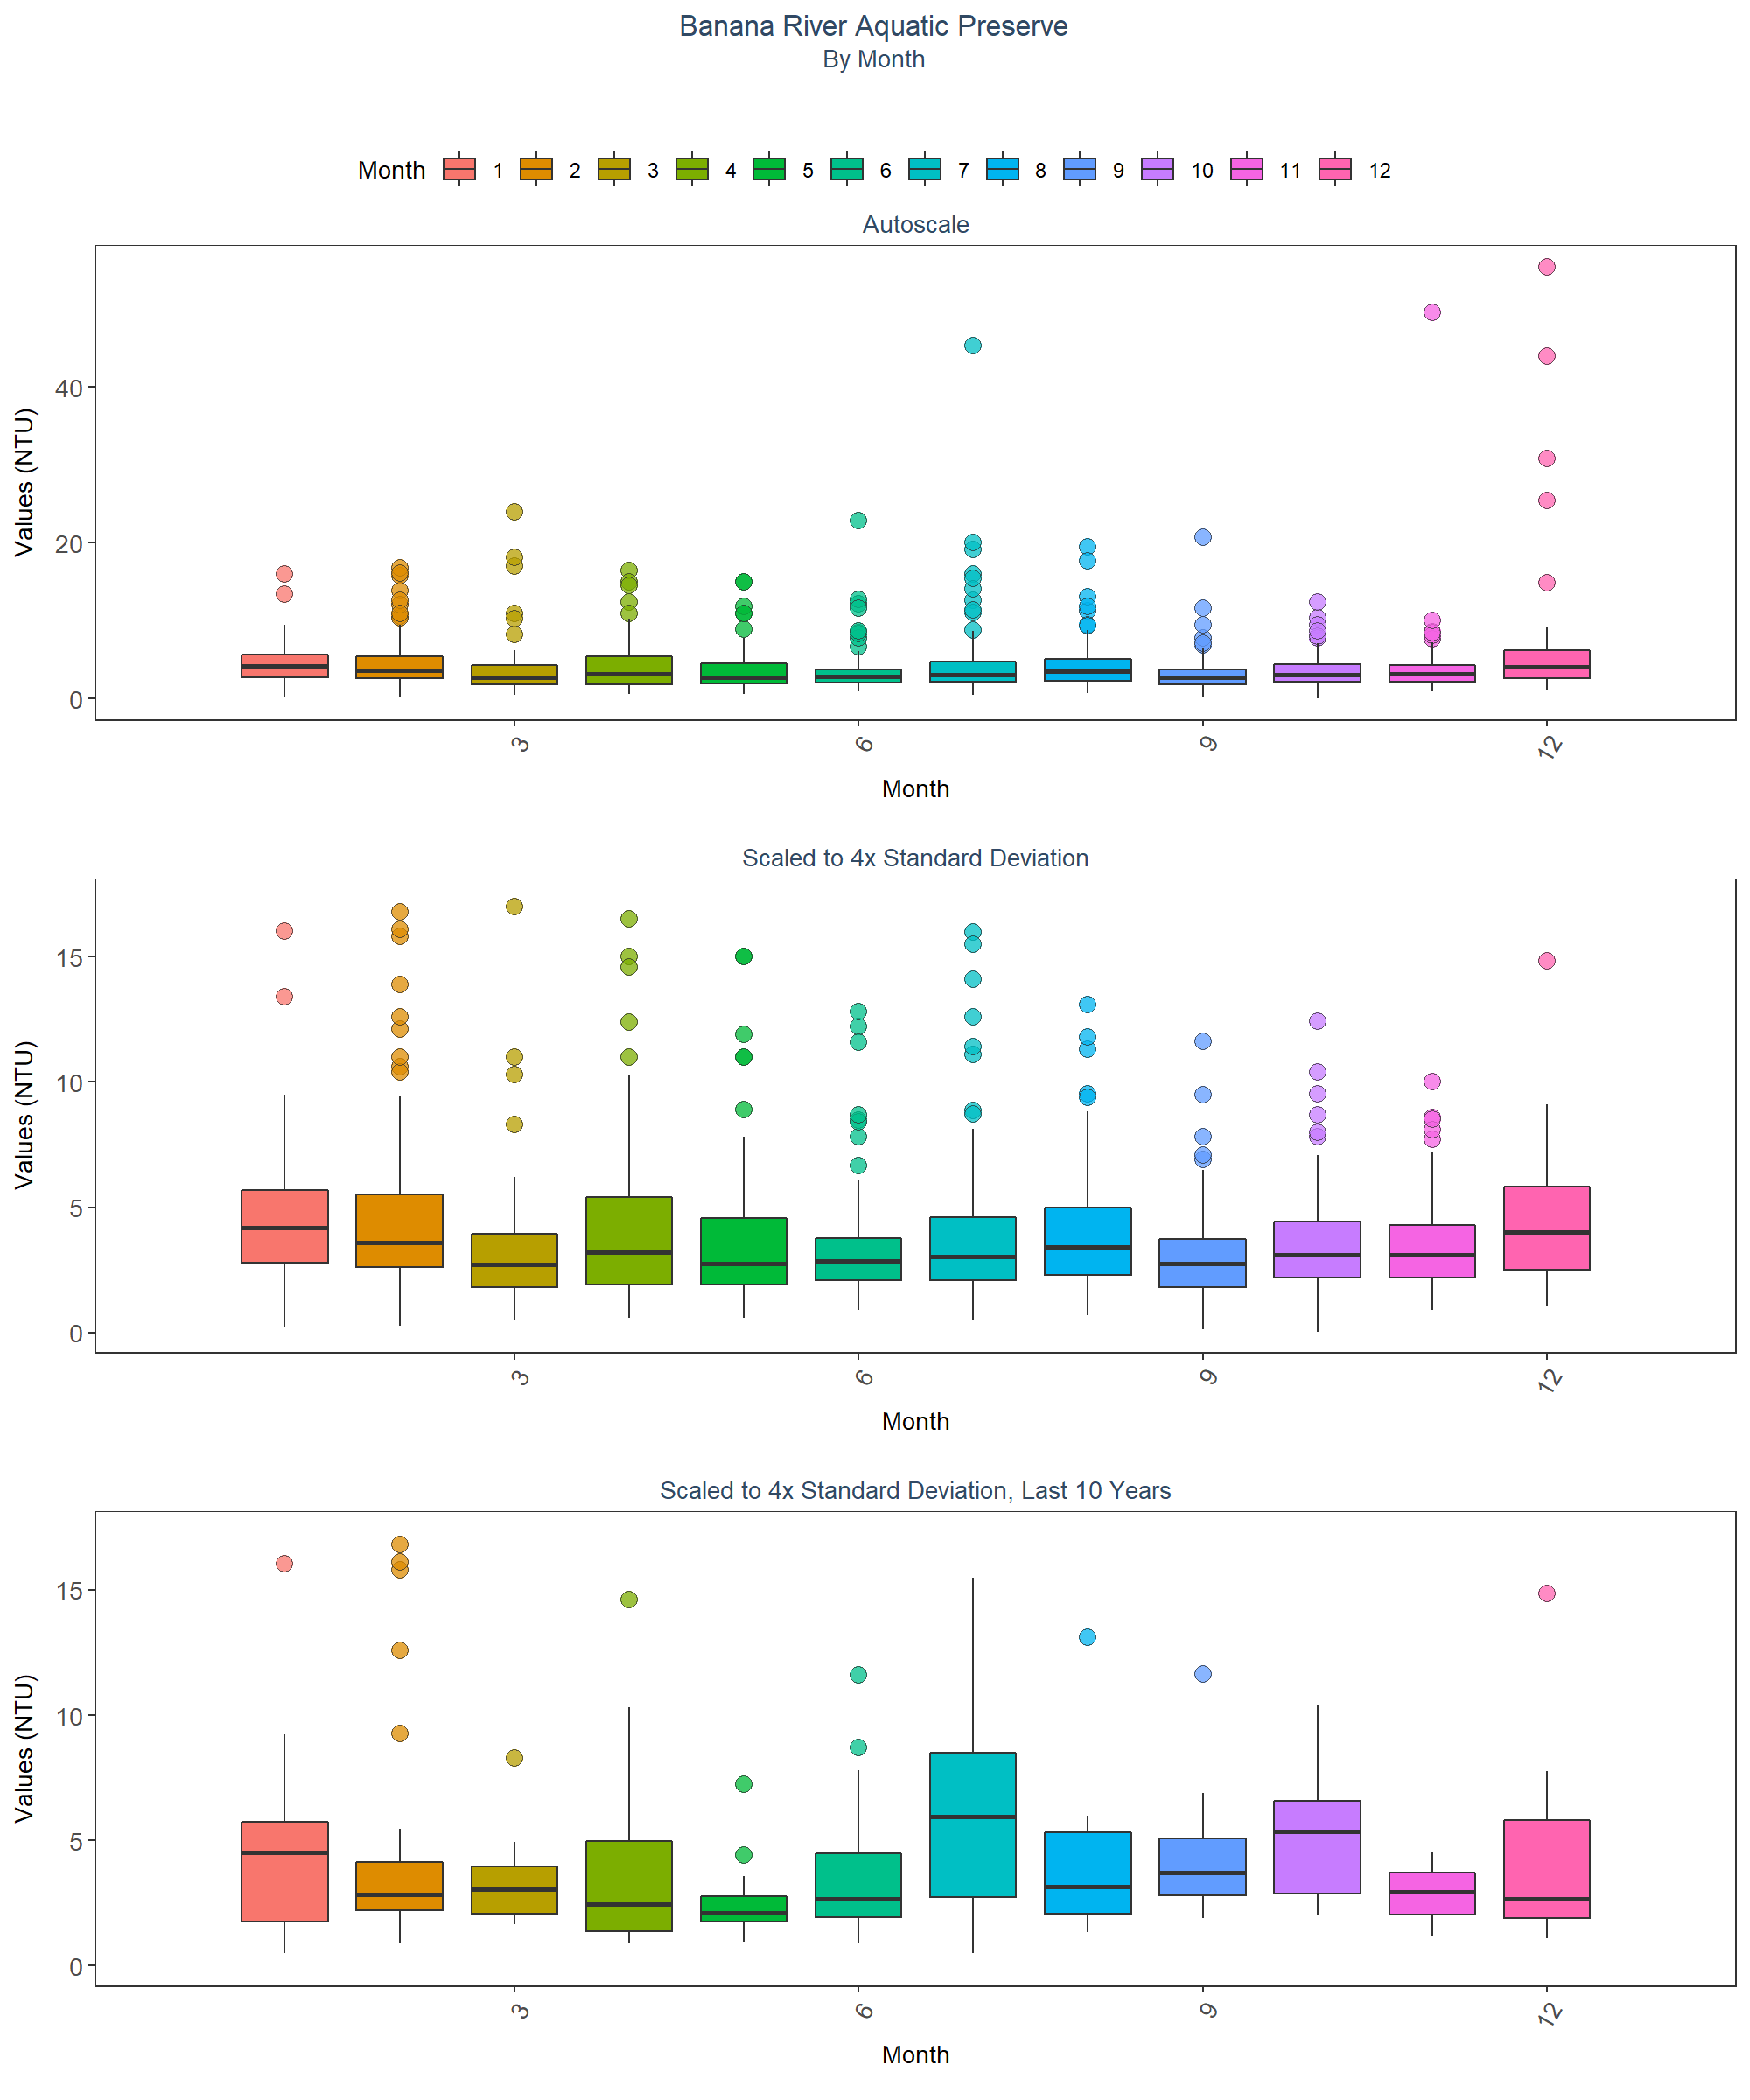 Banana River Aquatic Preserve
By Month
Month 1 2 3 4 5 6 7 8 9 10 11 12
Autoscale
Values (NTU)
40
20
0
3 6 9 12
Month
Scaled to 4x Standard Deviation
Values (NTU)
15
10
5
0
3 6 9 12
Month
Scaled to 4x Standard Deviation, Last 10 Years
Values (NTU)
15
10
5
0
3 6 9 12
Month